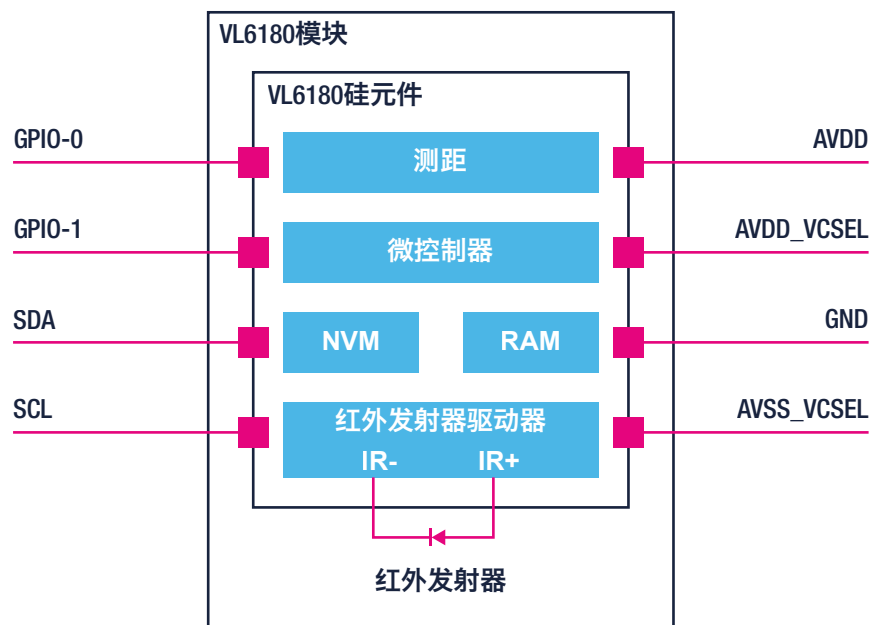 VL6180模块
VL6180硅元件
GPIO-0
测距
AVDD
GPIO-1
微控制器
AVDD_VCSEL
SDA
NVM
RAM
GND
SCL
红外发射器驱动器
AVSS_VCSEL
IR-
IR+
红外发射器